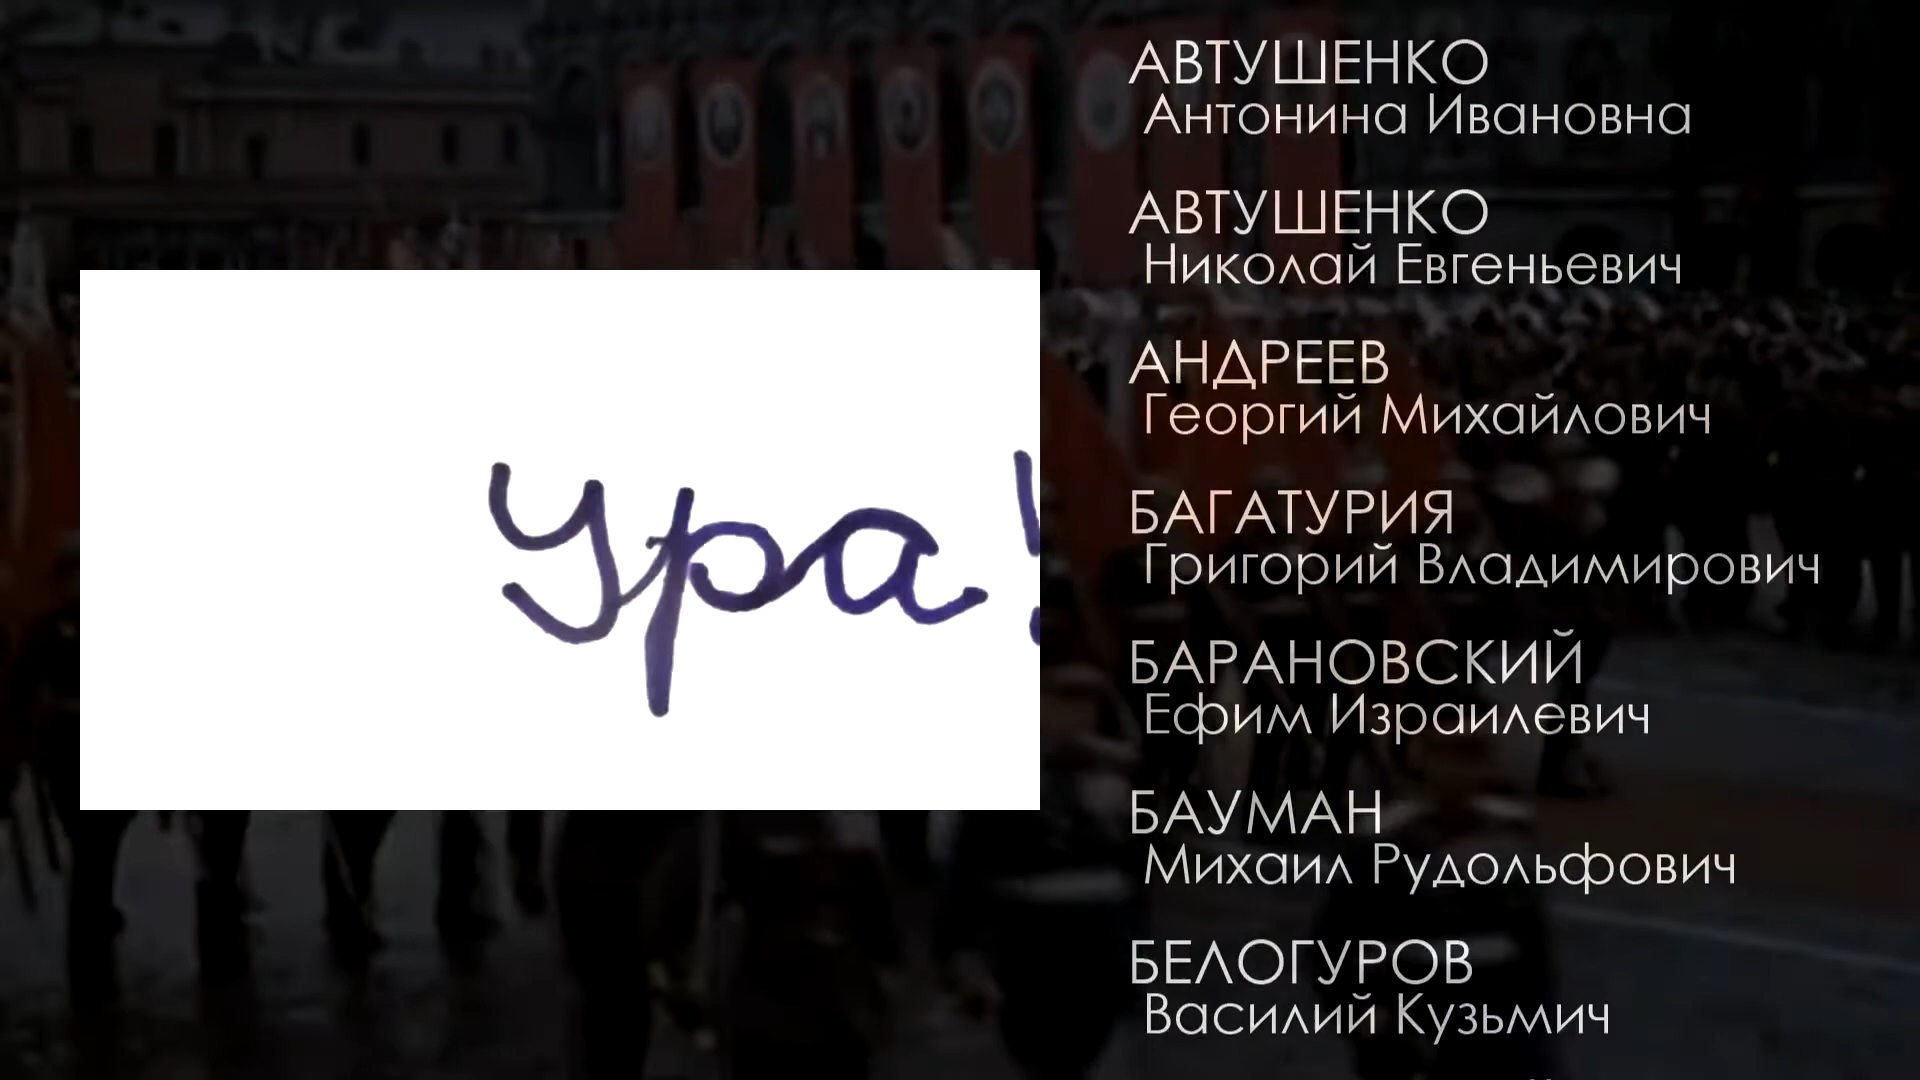 Ура!
АВТУШЕНКО
Антонина Ивановна
АВТУШЕНКО
Николай Евгеньевич
АНДРЕЕВ
Георгий Михайлович
БАГАТУРИЯ
Григорий Владимирович
БАРАНОВСКИЙ
Ефим Израилевич
БАУМАН
Михаил Рудольфович
БЕЛОГУРОВ
Василий Кузьмич